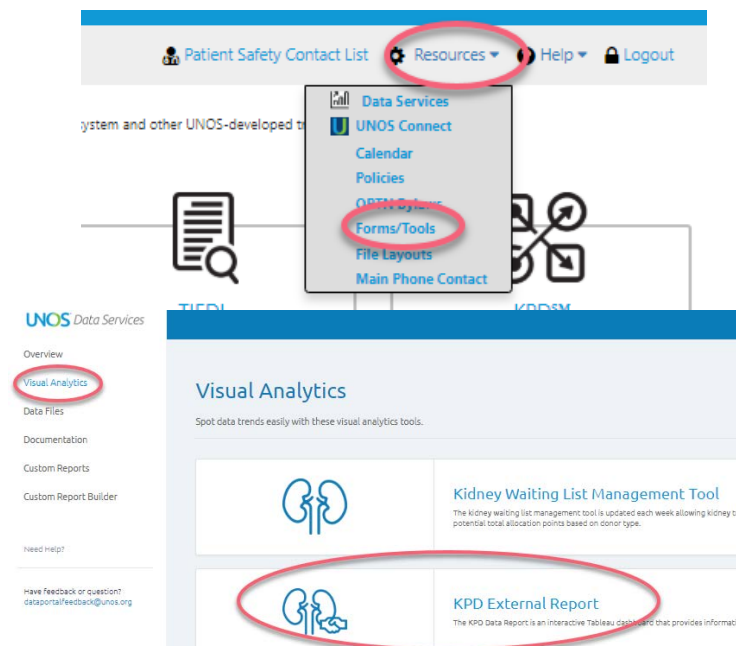 Patient Safety Contact List Resources Help Logout
system and other UNOS-developed
Data Services
UNOS Connect
Calendar
Policies
OPTN Bylaws
Forms/Tools
File Layouts
Main Phone Contact
TIEDI
KPD℠
UNOS Data Services
Overview
Visual Analytics
Data Files
Documentation
Custom Reports
Custom Report Builder
Need Help?
Have feedback or question?
dataportalfeedback@unos.org
Visual Analytics
Spot data trends easily with these visual analytics tools.
Kidney Waiting List Management Tool
The kidney waiting list management tool is updated each week allowing kidney
potential total allocation points based on donor type.
KPD External Report
The KPD Data Report is an interactive Tableau dashboard that provides